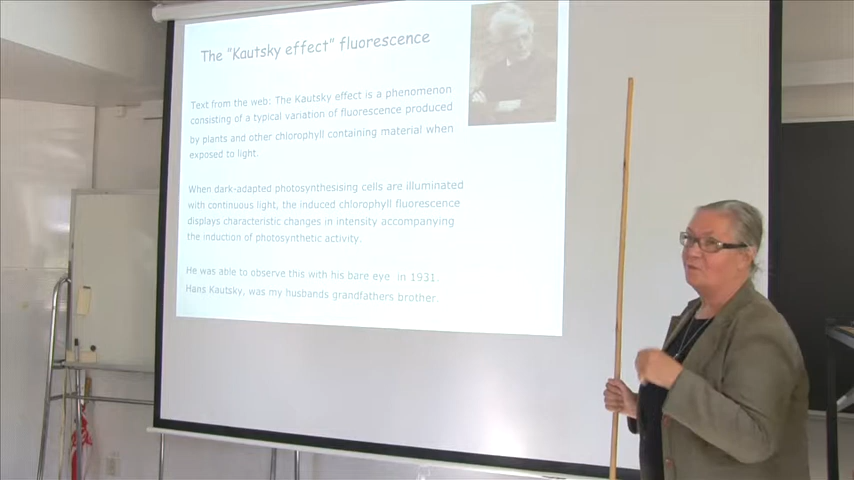 The "Kautsky effect" fluorescence
Text from the web: The Kautsky effect is a phenomenon
consisting of a typical variation of fluorescence produced
by plants and other chlorophyll containing material when
exposed to light.
When dark-adapted photosynthesising cells are illuminated
with continuous light, the induced chlorophyll fluorescence
displays characteristic changes in intensity accompanying
the induction of photosynthetic activity.
He was able to observe this with his bare eye in 1931.
Hans Kautsky, was my husbands grandfathers brother.